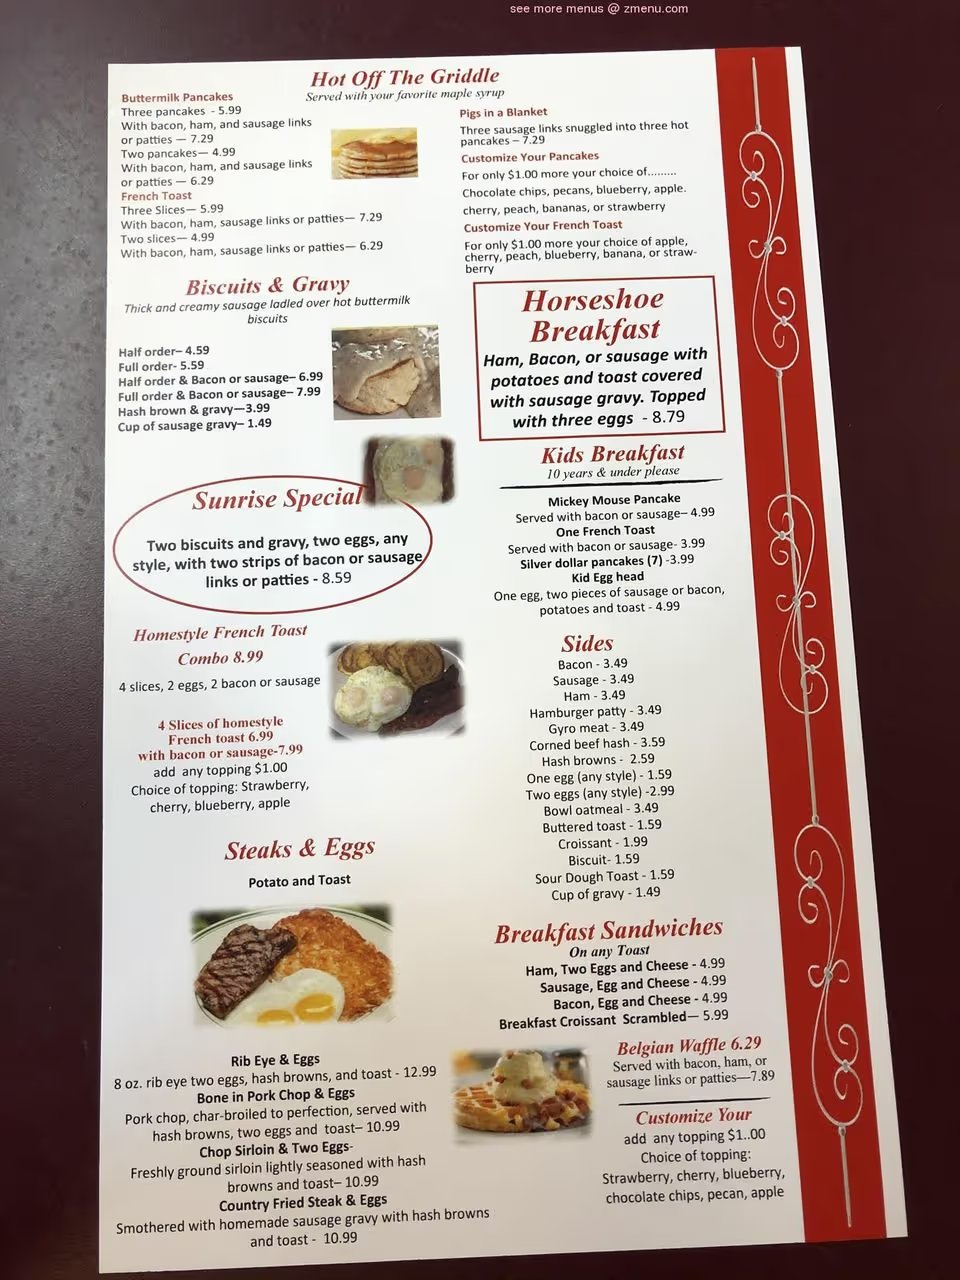 see more menus @ zmenu.com
Hot Off The Griddle
Served with your favorite maple syrup
Buttermilk Pancakes
Three pancakes - 5.99
With bacon, ham, and sausage links
or patties — 7.29
Two pancakes— 4.99
With bacon, ham, and sausage links
or patties — 6.29
French Toast
Three Slices— 5.99
With bacon, ham, sausage links or patties— 7.29
Two slices— 4.99
With bacon, ham, sausage links or patties— 6.29
Pigs in a Blanket
Three sausage links snuggled into three hot
pancakes – 7.29
Customize Your Pancakes
For only $1.00 more your choice of.........
Chocolate chips, pecans, blueberry, apple.
cherry, peach, bananas, or strawberry
Customize Your French Toast
For only $1.00 more your choice of apple,
cherry, peach, blueberry, banana, or straw-
berry
Biscuits & Gravy
Thick and creamy sausage ladled over hot buttermilk
biscuits
Half order– 4.59
Full order- 5.59
Half order & Bacon or sausage– 6.99
Full order & Bacon or sausage– 7.99
Hash brown & gravy—3.99
Cup of sausage gravy– 1.49
Horseshoe
Breakfast
Ham, Bacon, or sausage with
potatoes and toast covered
with sausage gravy. Topped
with three eggs - 8.79
Sunrise Special
Two biscuits and gravy, two eggs, any
style, with two strips of bacon or sausage
links or patties - 8.59
Kids Breakfast
10 years & under please
Mickey Mouse Pancake
Served with bacon or sausage– 4.99
One French Toast
Served with bacon or sausage- 3.99
Silver dollar pancakes (7) -3.99
Kid Egg head
One egg, two pieces of sausage or bacon,
potatoes and toast - 4.99
Homestyle French Toast
Combo 8.99
4 slices, 2 eggs, 2 bacon or sausage
4 Slices of homestyle
French toast 6.99
with bacon or sausage-7.99
add any topping $1.00
Choice of topping: Strawberry,
cherry, blueberry, apple
Sides
Bacon - 3.49
Sausage - 3.49
Ham - 3.49
Hamburger patty - 3.49
Gyro meat - 3.49
Corned beef hash - 3.59
Hash browns - 2.59
One egg (any style) - 1.59
Two eggs (any style) -2.99
Bowl oatmeal - 3.49
Buttered toast - 1.59
Croissant - 1.99
Biscuit- 1.59
Sour Dough Toast - 1.59
Cup of gravy - 1.49
Steaks & Eggs
Potato and Toast
Rib Eye & Eggs
8 oz. rib eye two eggs, hash browns, and toast - 12.99
Bone in Pork Chop & Eggs
Pork chop, char-broiled to perfection, served with
hash browns, two eggs and toast– 10.99
Chop Sirloin & Two Eggs-
Freshly ground sirloin lightly seasoned with hash
browns and toast– 10.99
Country Fried Steak & Eggs
Smothered with homemade sausage gravy with hash browns
and toast - 10.99
Breakfast Sandwiches
On any Toast
Ham, Two Eggs and Cheese - 4.99
Sausage, Egg and Cheese - 4.99
Bacon, Egg and Cheese - 4.99
Breakfast Croissant Scrambled— 5.99
Belgian Waffle 6.29
Served with bacon, ham, or
sausage links or patties—7.89
Customize Your
add any topping $1..00
Choice of topping:
Strawberry, cherry, blueberry,
chocolate chips, pecan, apple